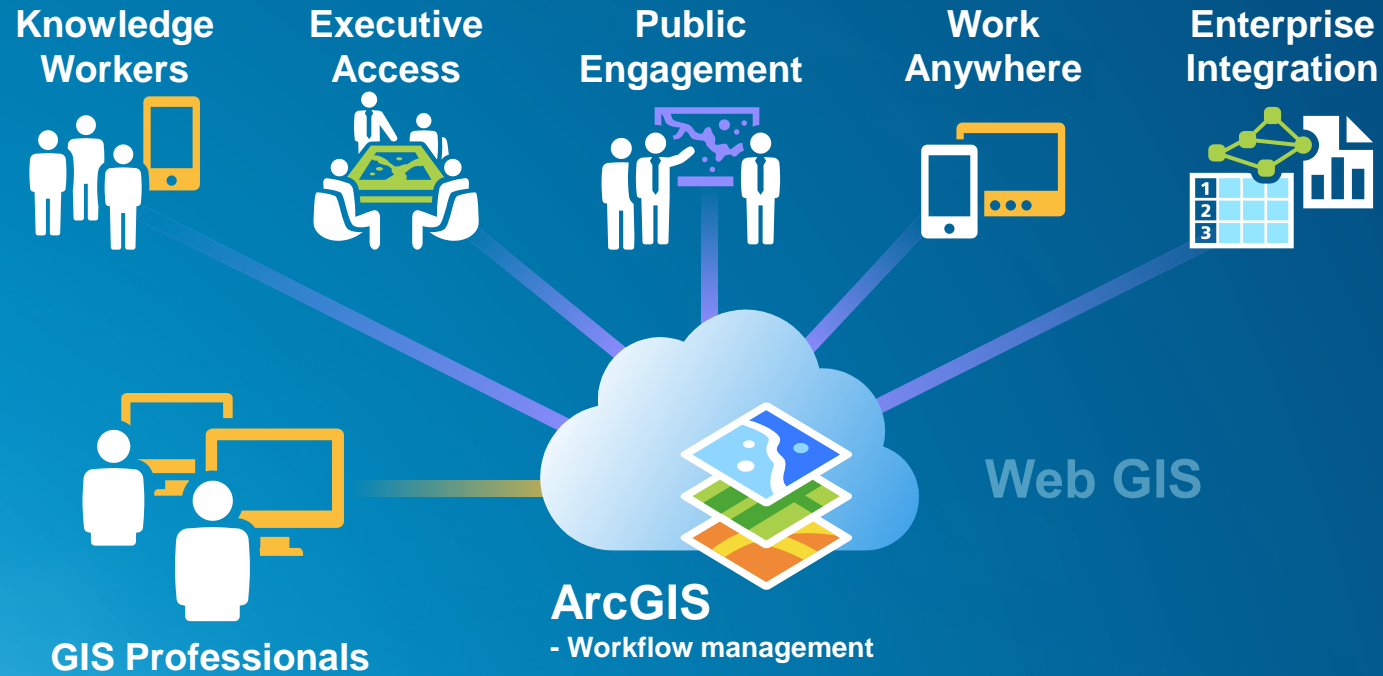 Knowledge
Workers
Executive
Access
Public
Engagement
Work
Anywhere
Enterprise
Integration
1
2
3
Web GIS
ArcGIS
- Workflow management
GIS Professionals